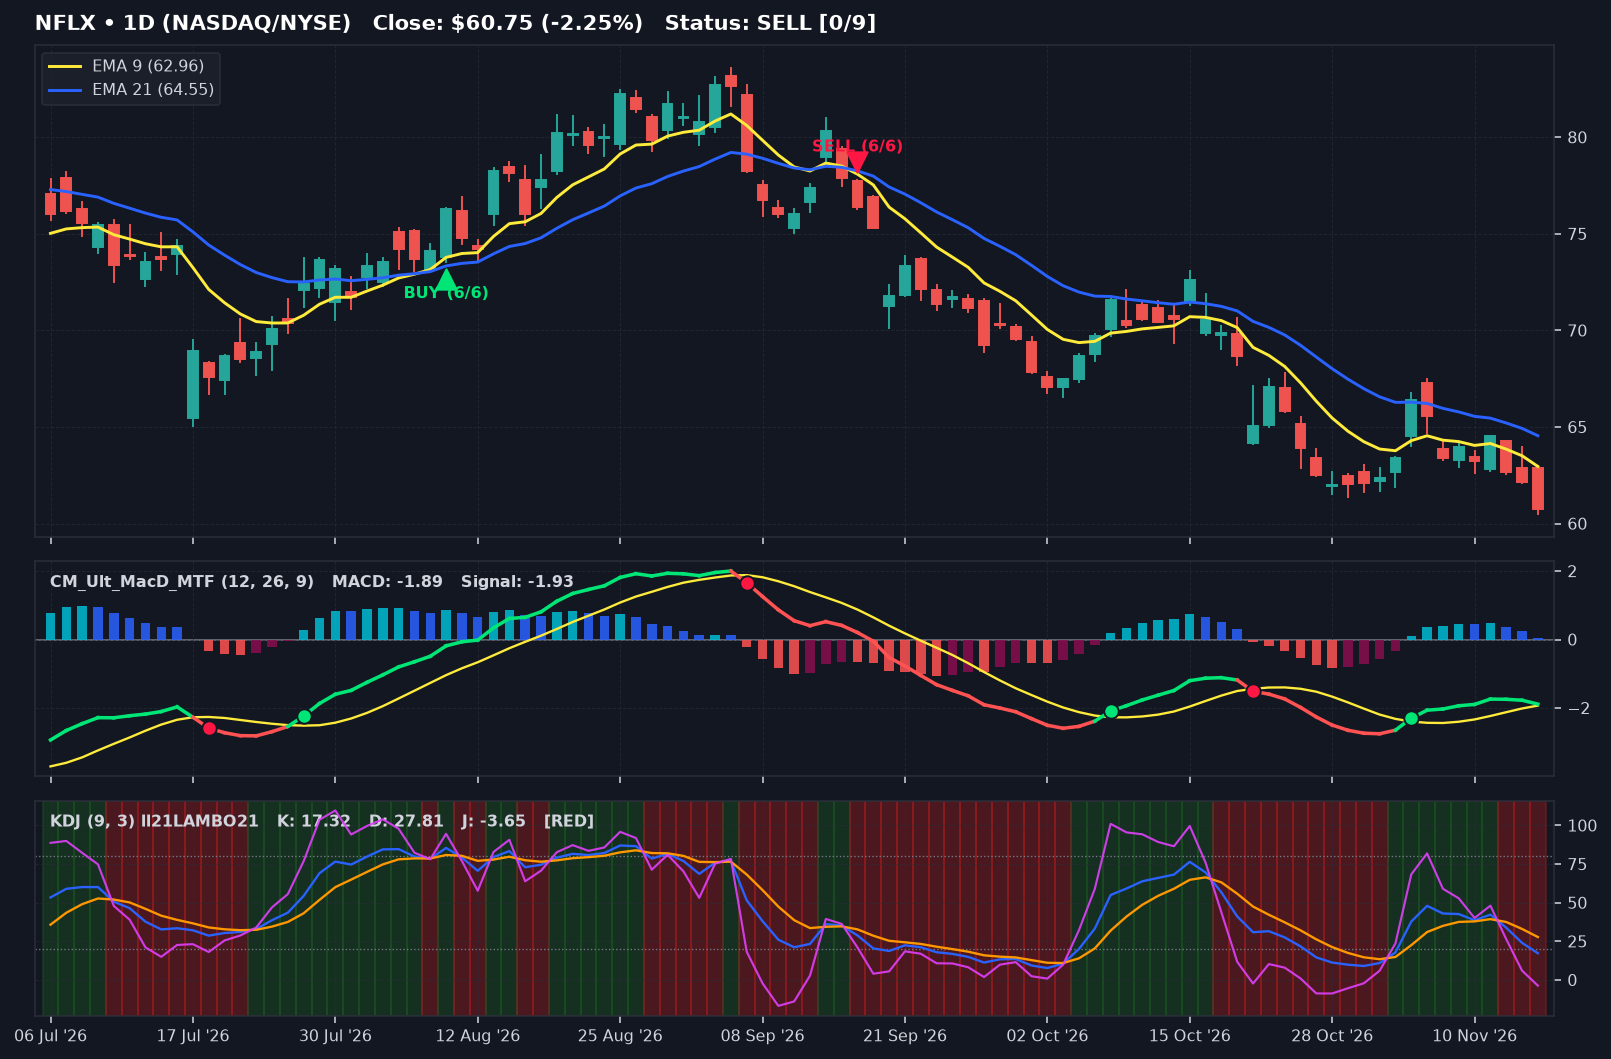 NFLX • 1D (NASDAQ/NYSE)   Close: $60.75 (-2.25%)   Status: SELL [0/9]
EMA 9 (62.96)
EMA 21 (64.55)
80
SELL (6/6)
75
BUY (6/6)
70
65
60
CM_Ult_MacD_MTF (12, 26, 9)   MACD: -1.89   Signal: -1.93
2
0
−2
KDJ (9, 3) II21LAMBO21   K: 17.32   D: 27.81   J: -3.65   [RED]
100
75
50
25
0
06 Jul '26   17 Jul '26   30 Jul '26   12 Aug '26   25 Aug '26   08 Sep '26   21 Sep '26   02 Oct '26   15 Oct '26   28 Oct '26   10 Nov '26